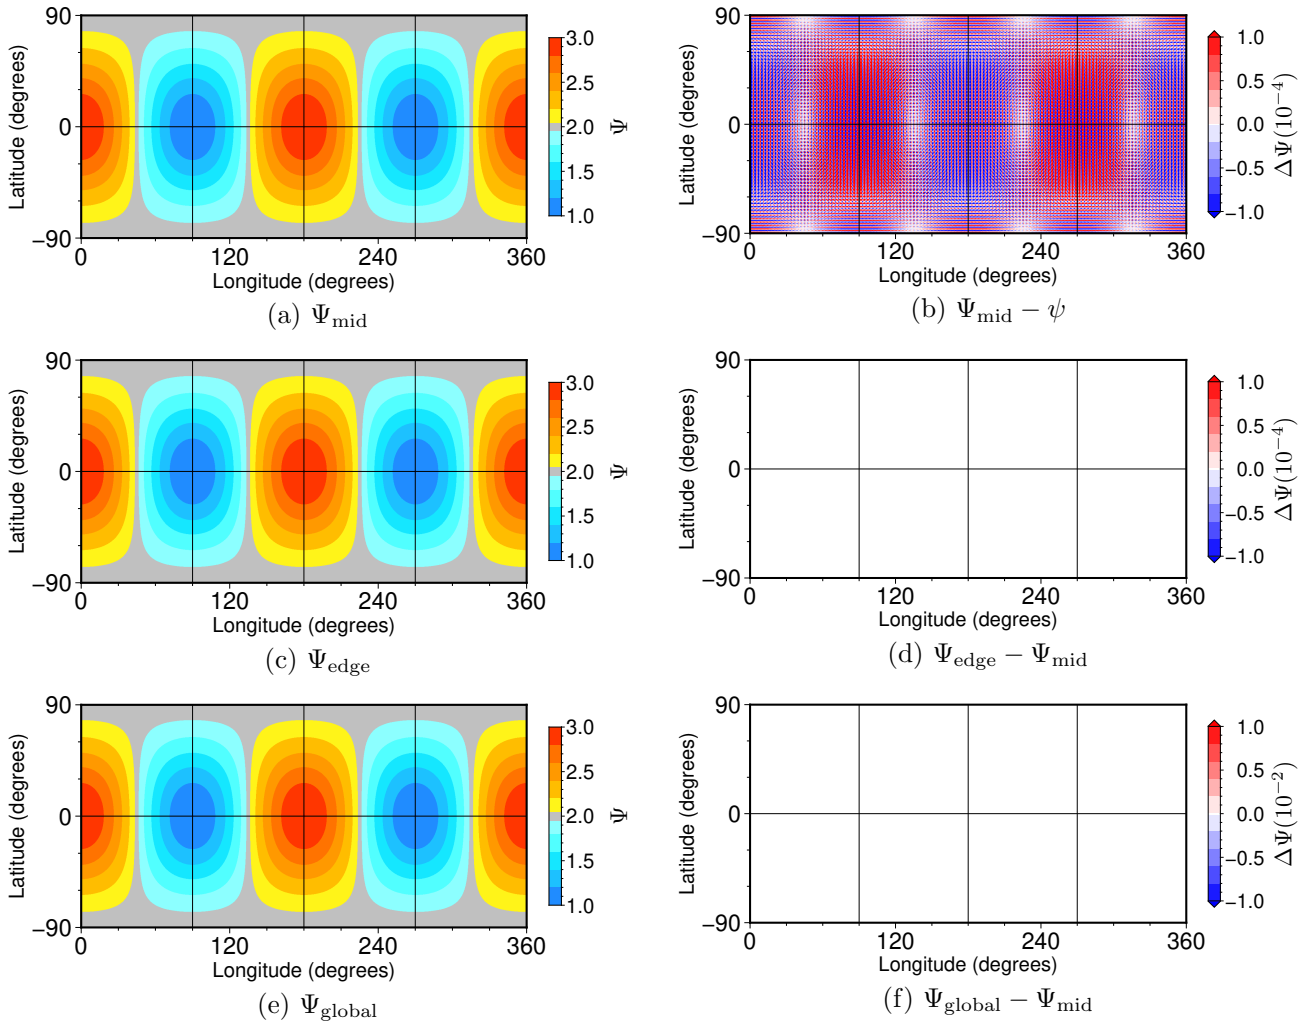 90
0
−90
0 120 240 360
Latitude (degrees)
Longitude (degrees)
3.0
2.5
2.0
1.5
1.0
Ψ
(a) Ψmid
90
0
−90
0 120 240 360
Latitude (degrees)
Longitude (degrees)
1.0
0.5
0.0
−0.5
−1.0
ΔΨ(10−4)
(b) Ψmid − ψ
90
0
−90
0 120 240 360
Latitude (degrees)
Longitude (degrees)
3.0
2.5
2.0
1.5
1.0
Ψ
(c) Ψedge
90
0
−90
0 120 240 360
Latitude (degrees)
Longitude (degrees)
1.0
0.5
0.0
−0.5
−1.0
ΔΨ(10−4)
(d) Ψedge − Ψmid
90
0
−90
0 120 240 360
Latitude (degrees)
Longitude (degrees)
3.0
2.5
2.0
1.5
1.0
Ψ
(e) Ψglobal
90
0
−90
0 120 240 360
Latitude (degrees)
Longitude (degrees)
1.0
0.5
0.0
−0.5
−1.0
ΔΨ(10−2)
(f) Ψglobal − Ψmid